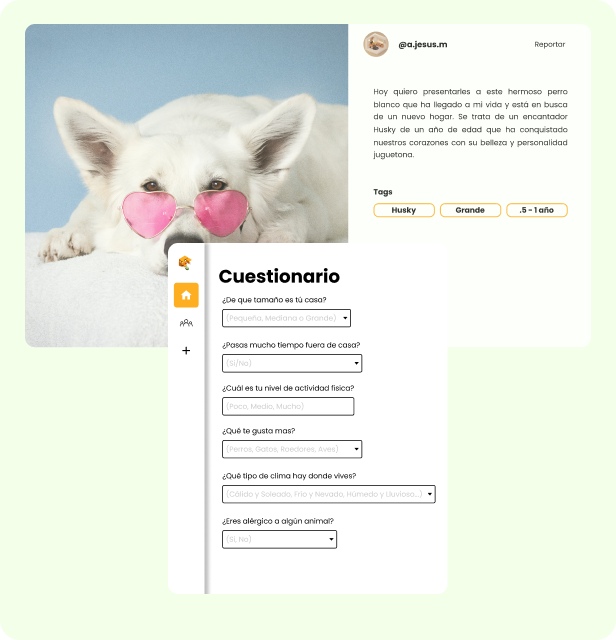 @a.jesus.m
Reportar
Hoy quiero presentarles a este hermoso perro
blanco que ha llegado a mi vida y está en busca
de un nuevo hogar. Se trata de un encantador
Husky de un año de edad que ha conquistado
nuestros corazones con su belleza y personalidad
juguetona.
Tags
Husky
Grande
.5 - 1 año
Cuestionario
¿De que tamaño es tú casa?
(Pequeña, Mediana o Grande)
¿Pasas mucho tiempo fuera de casa?
(Si/No)
¿Cuál es tu nivel de actividad física?
(Poco, Medio, Mucho)
¿Qué te gusta mas?
(Perros, Gatos, Roedores, Aves)
¿Qué tipo de clima hay donde vives?
(Cálido y Soleado, Frío y Nevado, Húmedo y Lluvioso...)
¿Eres alérgico a algún animal?
(Si, No)